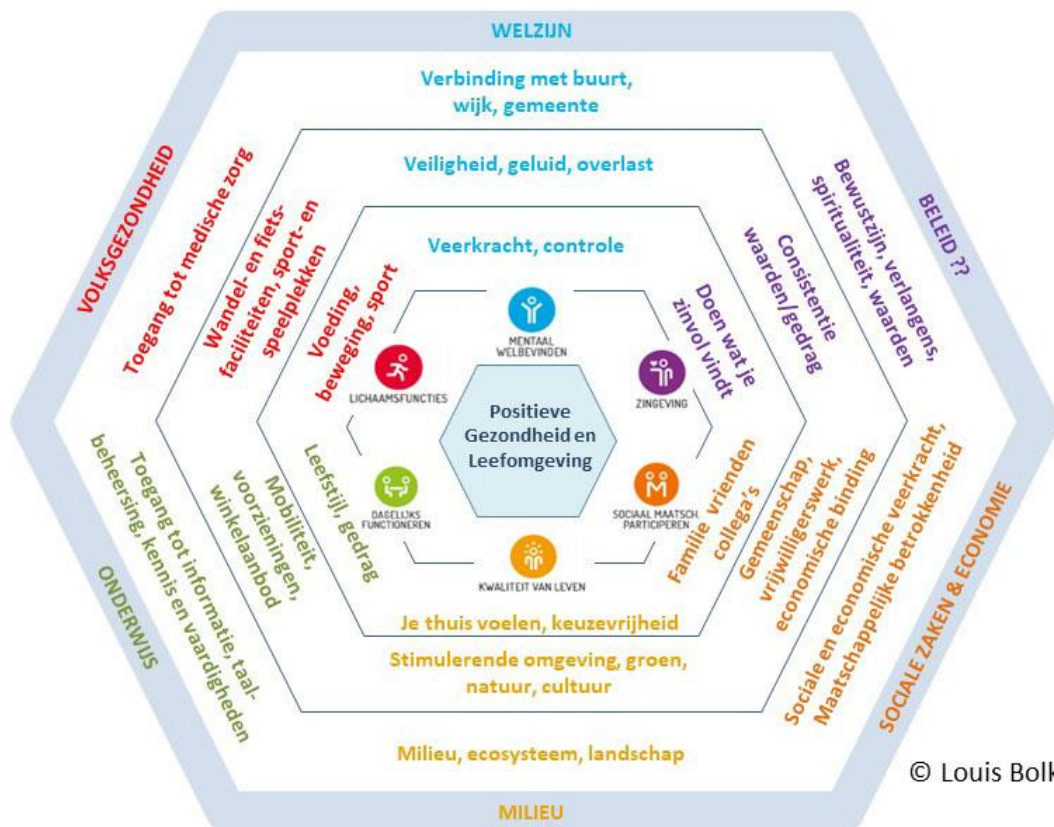 WELZIJN
Verbinding met buurt,
wijk, gemeente
Veiligheid, geluid, overlast
Veerkracht, controle
MENTAAL
WELBEVINDEN
VOLKSGEZONDHEID
Toegang tot medische zorg
Wandel- en fiets-
faciliteiten, sport- en
speelplekken
Voeding,
beweging, sport
LICHAAMSFUNCTIES
BELEID ??
Bewustzijn, verlangens,
spiritualiteit, waarden
Consistentie
waarden/gedrag
Doen wat je
zinvol vindt
ZINGEVING
Positieve
Gezondheid en
Leefomgeving
ONDERWIJS
Toegang tot informatie, taal-
beheersing, kennis en vaardigheden
Mobiliteit,
voorzieningen,
winkelaanbod
Leefstijl, gedrag
DAGELIJKS
FUNCTIONEREN
SOCIAAL MAATSCH.
PARTICIPEREN
Familie vrienden
collega's
Gemeenschap,
vrijwilligerswerk,
economische binding
Sociale en economische veerkracht,
Maatschappelijke betrokkenheid
SOCIALE ZAKEN & ECONOMIE
KWALITEIT VAN LEVEN
Je thuis voelen, keuzevrijheid
Stimulerende omgeving, groen,
natuur, cultuur
Milieu, ecosysteem, landschap
MILIEU
© Louis Bolk